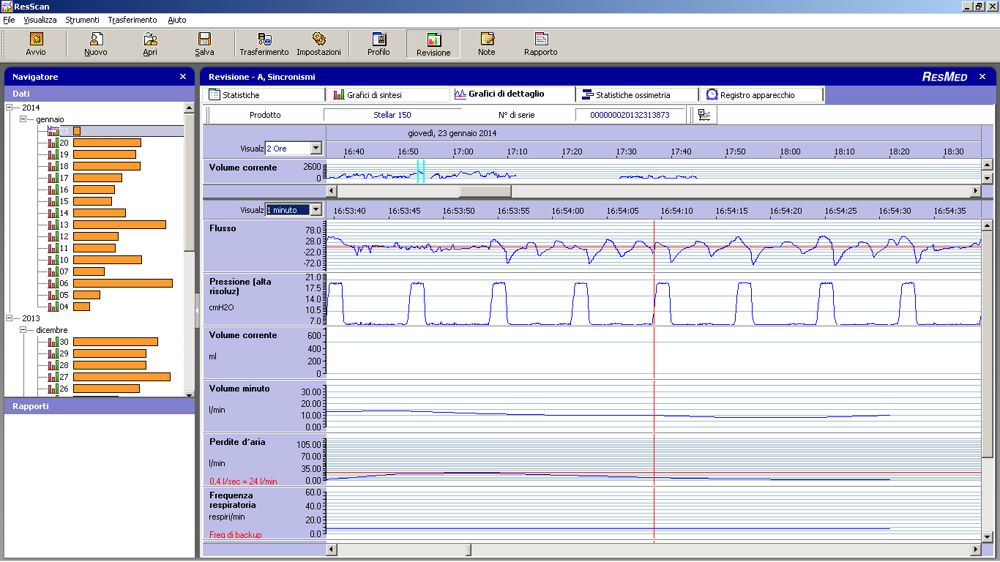 ResScan
File Visualizza Strumenti Trasferimento Aiuto
Avvio Nuovo Apri Salva Trasferimento Impostazioni Profilo Revisione Note Rapporto
Navigatore
Dati
2014
gennaio
23
20
19
18
17
16
15
14
13
12
11
10
07
06
05
04
2013
dicembre
30
29
28
27
26
Rapporti
Revisione - A, Sincronismi
RESMED
Statistiche Grafici di sintesi Grafici di dettaglio Statistiche ossimetria Registro apparecchio
Prodotto Stellar 150 N° di serie 000000020132313873
giovedì, 23 gennaio 2014
Visualz 2 Ore 16:40 16:50 17:00 17:10 17:20 17:30 17:40 17:50 18:00 18:10 18:20 18:30
Volume corrente 2600
0
Visualz 1 minuto 16:53:40 16:53:45 16:53:50 16:53:55 16:54:00 16:54:05 16:54:10 16:54:15 16:54:20 16:54:25 16:54:30 16:54:35
Flusso 78.0
28.0
-22.0
-72.0
Pressione (alta risoluz) 21.0
17.5
14.0
cmH2O 10.5
7.0
Volume corrente 600
400
ml 200
0
Volume minuto 30.00
20.00
l/min 10.00
0.00
Perdite d'aria 105.00
70.00
l/min 35.00
0,4 l/sec = 24 l/min 0.00
Frequenza respiratoria 60.0
40.0
respiri/min 20.0
Freq di backup 0.0